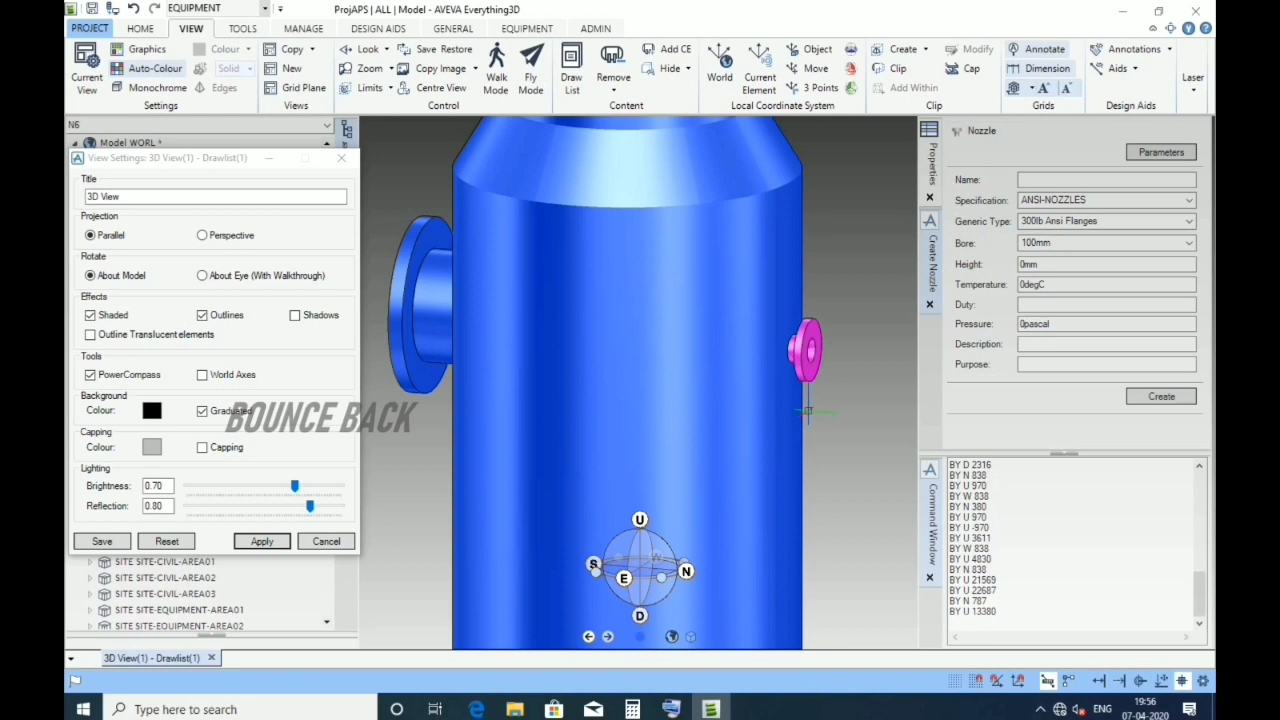 EQUIPMENT
ProjAPS | ALL | Model - AVEVA Everything3D
PROJECT HOME VIEW TOOLS MANAGE DESIGN AIDS GENERAL EQUIPMENT ADMIN
Graphics Colour Copy Look Save Restore Add CE Object Create Modify Annotate Annotations
Auto-Colour Solid New Zoom Copy Image Hide Move Clip Cap Dimension Aids
Current View Monochrome Edges Grid Plane Limits Centre View Walk Mode Fly Mode Draw List Remove World Current Element 3 Points Add Within A A Laser
Settings Views Control Content Local Coordinate System Clip Grids Design Aids
N6
Model WORL *
View Settings: 3D View(1) - Drawlist(1)
Title
3D View
Projection
Parallel Perspective
Rotate
About Model About Eye (With Walkthrough)
Effects
Shaded Outlines Shadows
Outline Translucent elements
Tools
PowerCompass World Axes
Background
Colour: Graduated
BOUNCE BACK
Capping
Colour: Capping
Lighting
Brightness: 0.70
Reflection: 0.80
Save Reset Apply Cancel
SITE SITE-CIVIL-AREA01
SITE SITE-CIVIL-AREA02
SITE SITE-CIVIL-AREA03
SITE SITE-EQUIPMENT-AREA01
SITE SITE-EQUIPMENT-AREA02
U
S W N
E
D
Properties
Create Nozzle
Command Window
Nozzle
Parameters
Name:
Specification: ANSI-NOZZLES
Generic Type: 300lb Ansi Flanges
Bore: 100mm
Height: 0mm
Temperature: 0degC
Duty:
Pressure: 0pascal
Description:
Purpose:
Create
BY D 2316
BY N 838
BY U 970
BY W 838
BY N 380
BY U 970
BY U -970
BY U 3611
BY W 838
BY U 4830
BY N 838
BY U 21569
BY U 22687
BY N 787
BY U 13380
3D View(1) - Drawlist(1)
Type here to search
ENG
19:56
07-04-2020